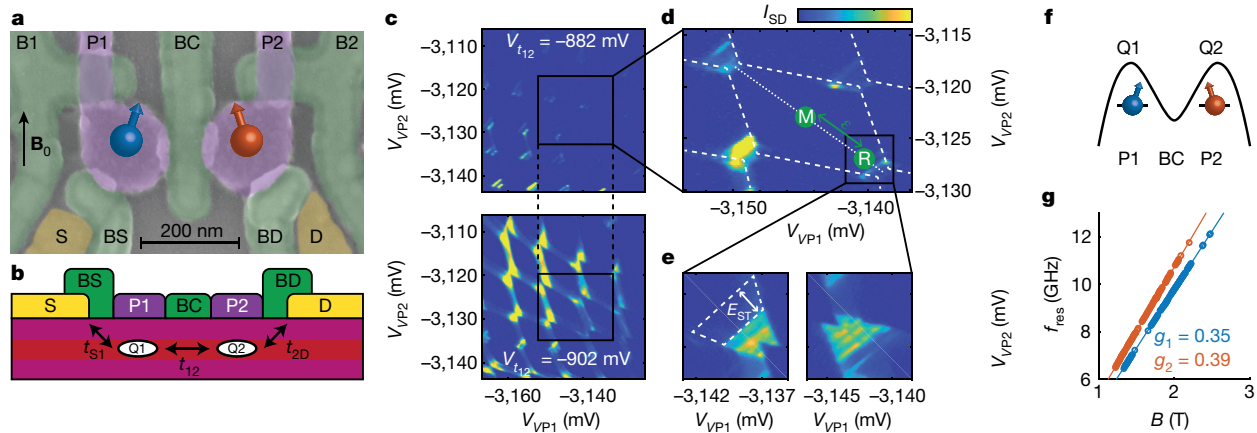 a
B1 P1 BC P2 B2
B₀
S BS 200 nm BD D
b
BS BD
S P1 BC P2 D
tS1 Q1 Q2 t2D
t12
c
−3,110
−3,120
−3,130
−3,140
VVP2 (mV)
Vt12 = −882 mV
−3,110
−3,120
−3,130
−3,140
VVP2 (mV)
Vt12 = −902 mV
−3,160 −3,140
VVP1 (mV)
d
ISD
M
ε
R
−3,115
−3,120
−3,125
−3,130
VVP2 (mV)
−3,150 −3,140
VVP1 (mV)
e
EST
VVP2 (mV)
−3,142 −3,137 −3,145 −3,140
VVP1 (mV)
f
Q1 Q2
P1 BC P2
g
fres (GHz)
12
10
8
6
g1 = 0.35
g2 = 0.39
1 2 3
B (T)